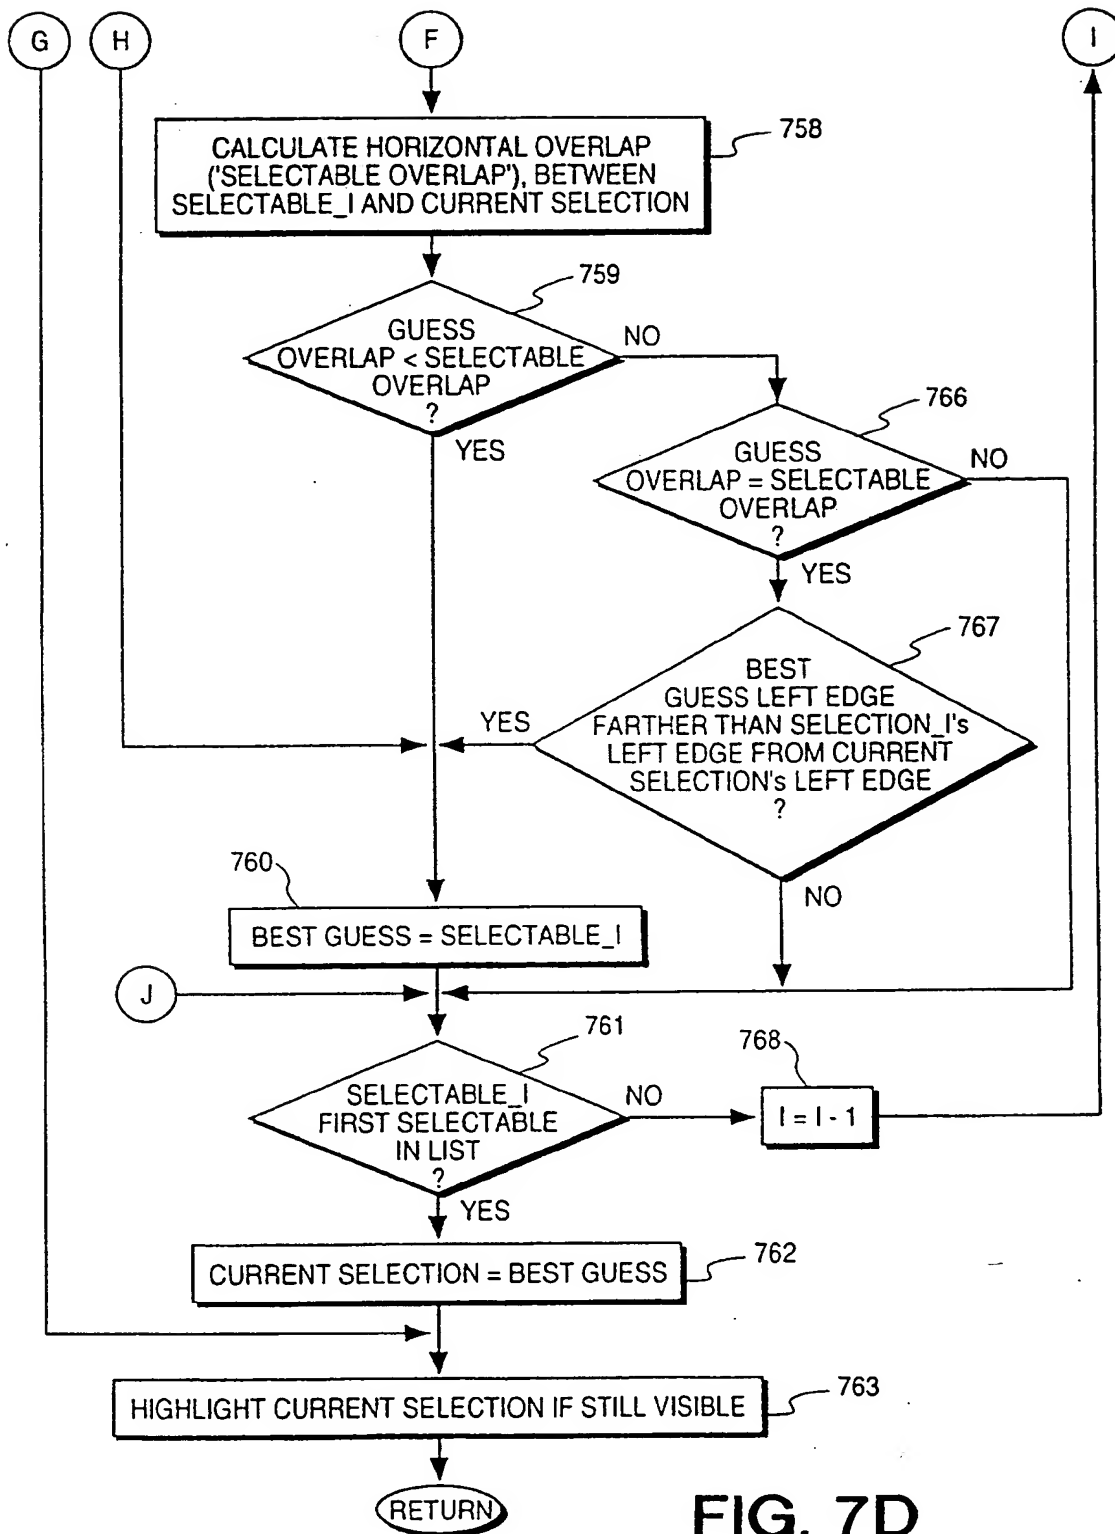 G
H
F
I
758
CALCULATE HORIZONTAL OVERLAP
('SELECTABLE OVERLAP'), BETWEEN
SELECTABLE_I AND CURRENT SELECTION
759
GUESS
OVERLAP < SELECTABLE
OVERLAP
?
NO
YES
766
GUESS
OVERLAP = SELECTABLE
OVERLAP
?
NO
YES
767
BEST
GUESS LEFT EDGE
FARTHER THAN SELECTION_I's
LEFT EDGE FROM CURRENT
SELECTION's LEFT EDGE
?
YES
NO
760
BEST GUESS = SELECTABLE_I
J
761
SELECTABLE_I
FIRST SELECTABLE
IN LIST
?
NO
768
I = I - 1
YES
CURRENT SELECTION = BEST GUESS
762
HIGHLIGHT CURRENT SELECTION IF STILL VISIBLE
763
RETURN
FIG. 7D